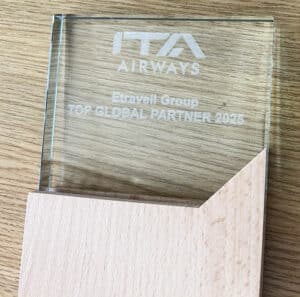 ITA
AIRWAYS
Etraveli Group
TOP GLOBAL PARTNER 2025